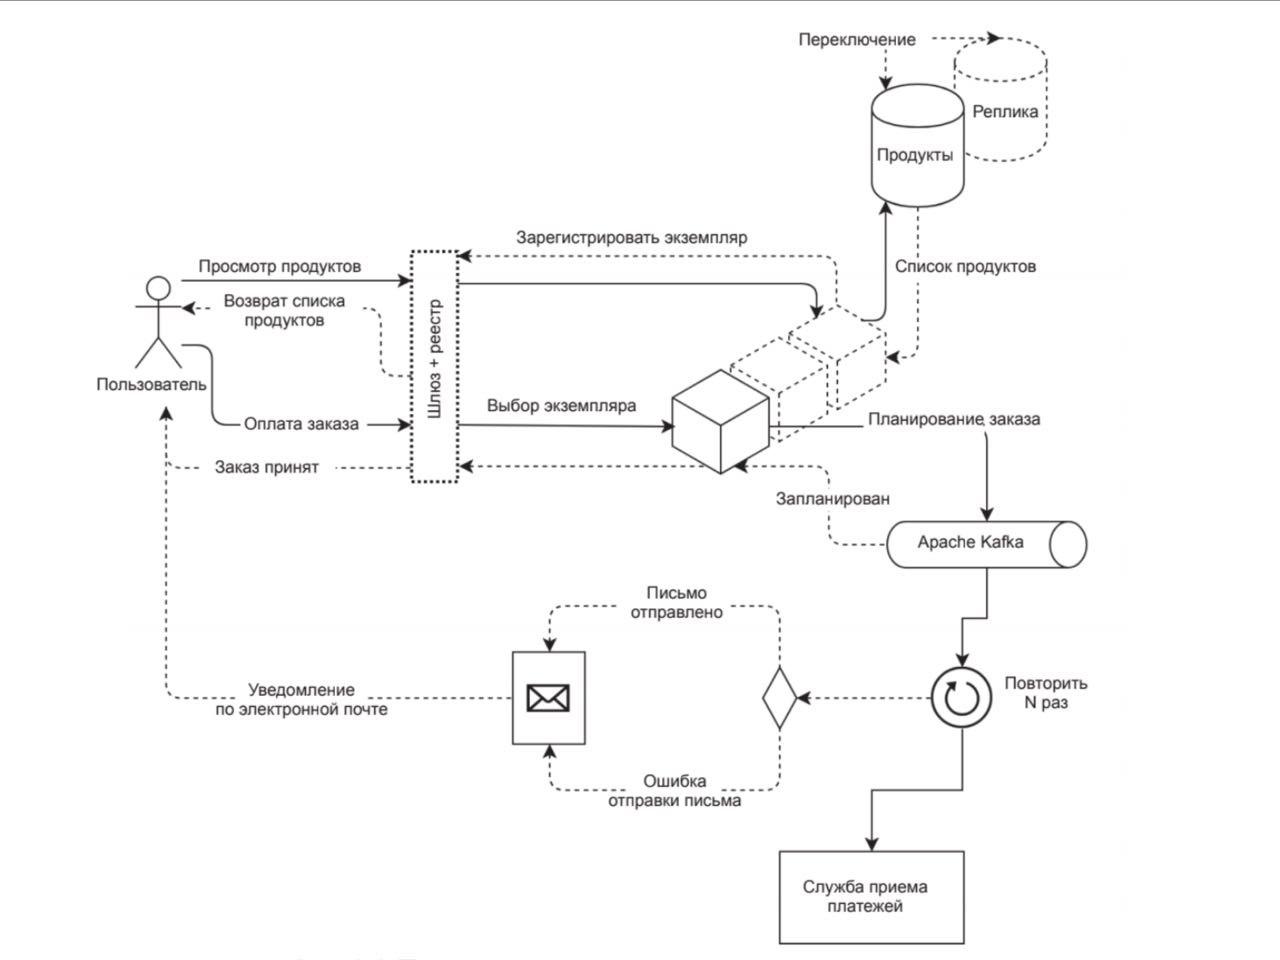 Переключение
Реплика
Продукты
Зарегистрировать экземпляр
Просмотр продуктов
Список продуктов
Возврат списка
продуктов
Шлюз + реестр
Пользователь
Выбор экземпляра
Оплата заказа
Планирование заказа
Заказ принят
Запланирован
Apache Kafka
Письмо
отправлено
Повторить
N раз
Уведомление
по электронной почте
Ошибка
отправки письма
Служба приема
платежей